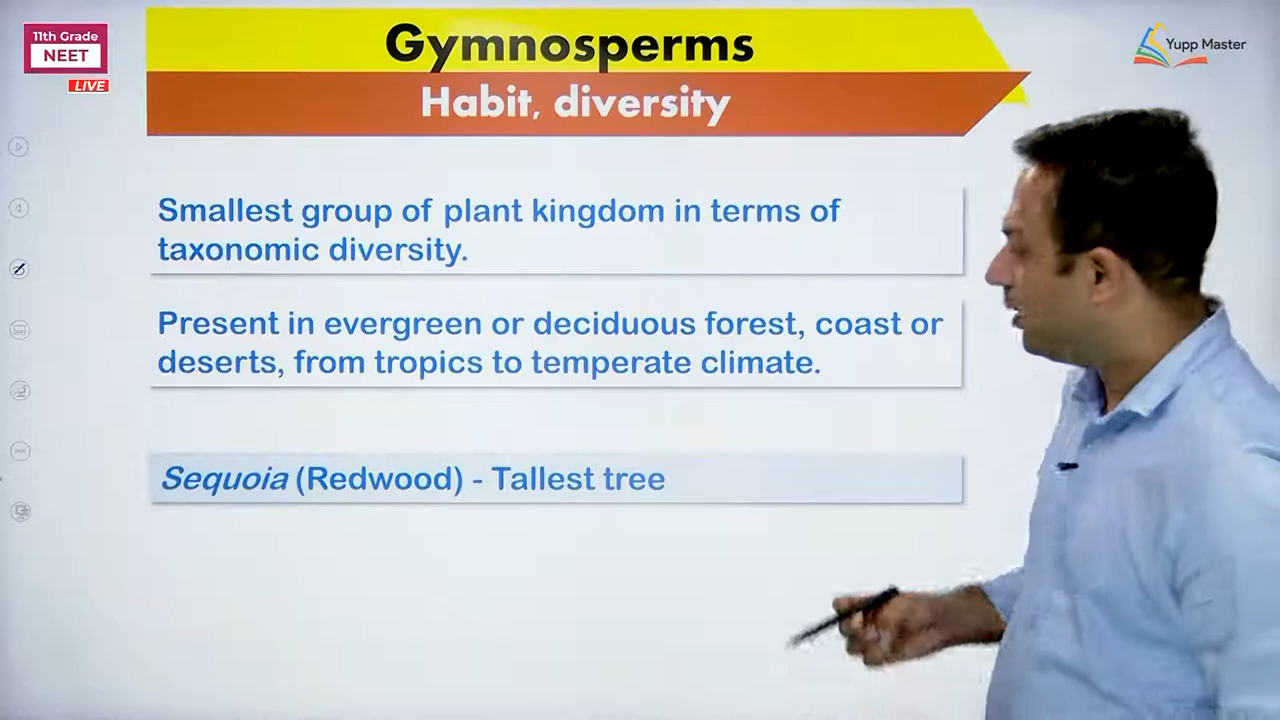 11th Grade
NEET
LIVE
Yupp Master
Gymnosperms
Habit, diversity
Smallest group of plant kingdom in terms of
taxonomic diversity.
Present in evergreen or deciduous forest, coast or
deserts, from tropics to temperate climate.
Sequoia (Redwood) - Tallest tree